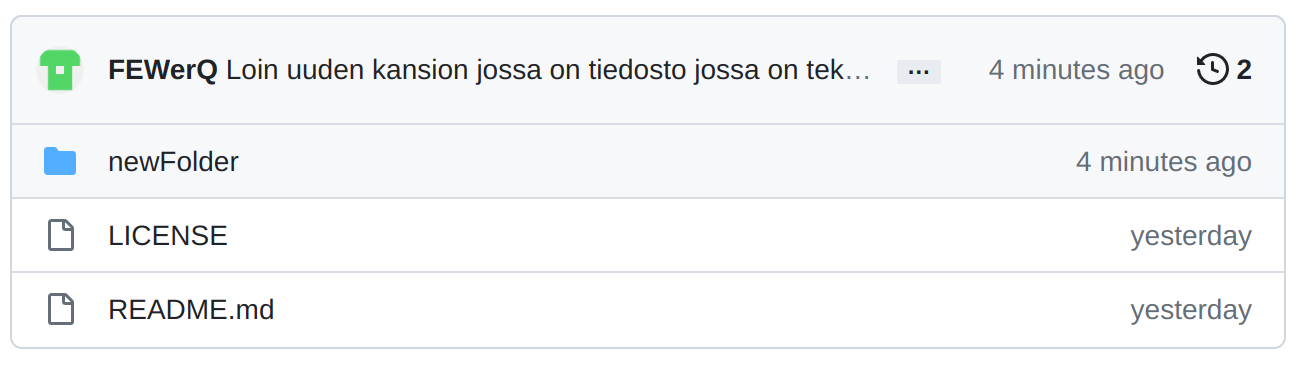 FEWerQ Loin uuden kansion jossa on tiedosto jossa on tek… ... 4 minutes ago 2
newFolder 4 minutes ago
LICENSE yesterday
README.md yesterday